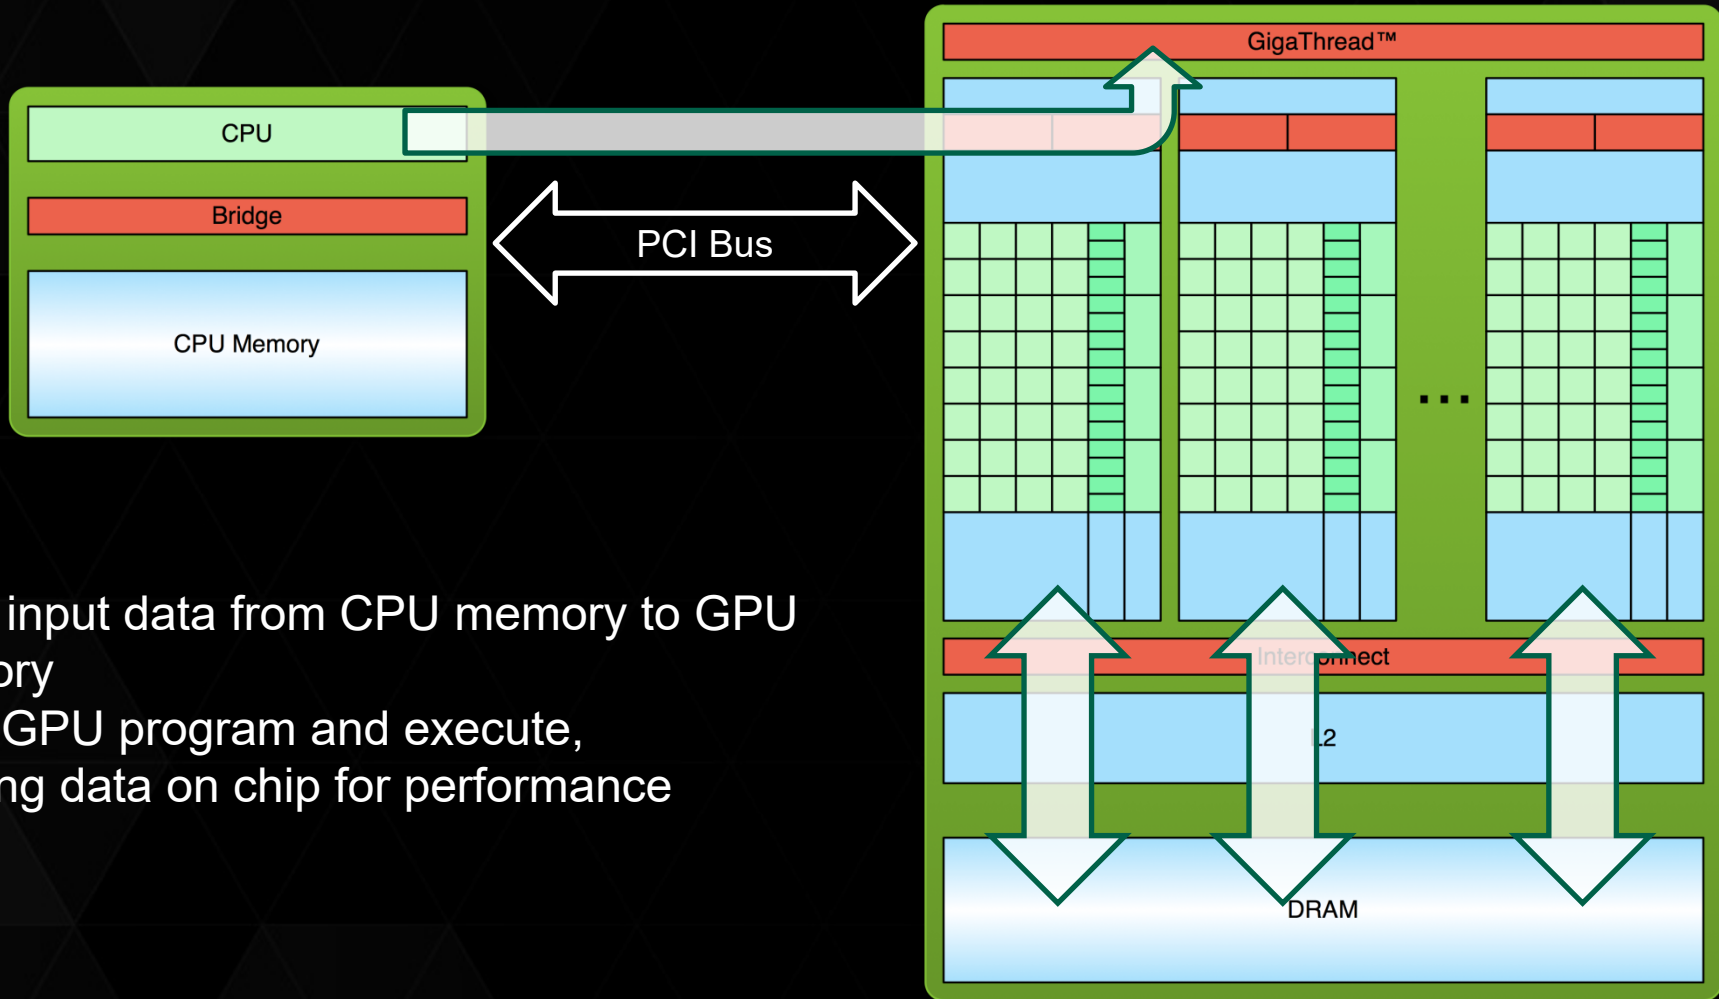 GigaThread™
CPU
Bridge
PCI Bus
CPU Memory
...
input data from CPU memory to GPU
ory
GPU program and execute,
ng data on chip for performance
Interconnect
L2
DRAM